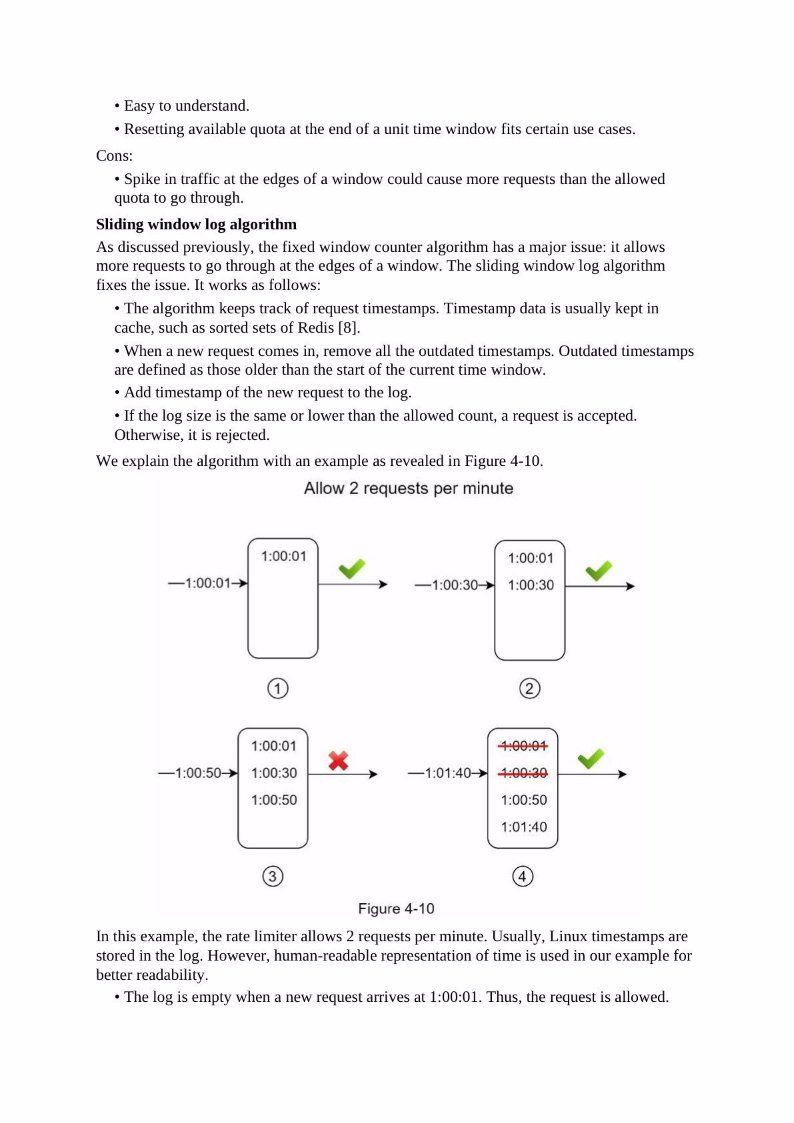 • Easy to understand.
• Resetting available quota at the end of a unit time window fits certain use cases.
Cons:
• Spike in traffic at the edges of a window could cause more requests than the allowed
quota to go through.
Sliding window log algorithm
As discussed previously, the fixed window counter algorithm has a major issue: it allows
more requests to go through at the edges of a window. The sliding window log algorithm
fixes the issue. It works as follows:
• The algorithm keeps track of request timestamps. Timestamp data is usually kept in
cache, such as sorted sets of Redis [8].
• When a new request comes in, remove all the outdated timestamps. Outdated timestamps
are defined as those older than the start of the current time window.
• Add timestamp of the new request to the log.
• If the log size is the same or lower than the allowed count, a request is accepted.
Otherwise, it is rejected.
We explain the algorithm with an example as revealed in Figure 4-10.
Allow 2 requests per minute
1:00:01
1:00:01
1
1:00:30
1:00:01
1:00:30
2
1:00:50
1:00:01
1:00:30
1:00:50
3
1:01:40
1:00:01
1:00:30
1:00:50
1:01:40
4
Figure 4-10
In this example, the rate limiter allows 2 requests per minute. Usually, Linux timestamps are
stored in the log. However, human-readable representation of time is used in our example for
better readability.
• The log is empty when a new request arrives at 1:00:01. Thus, the request is allowed.